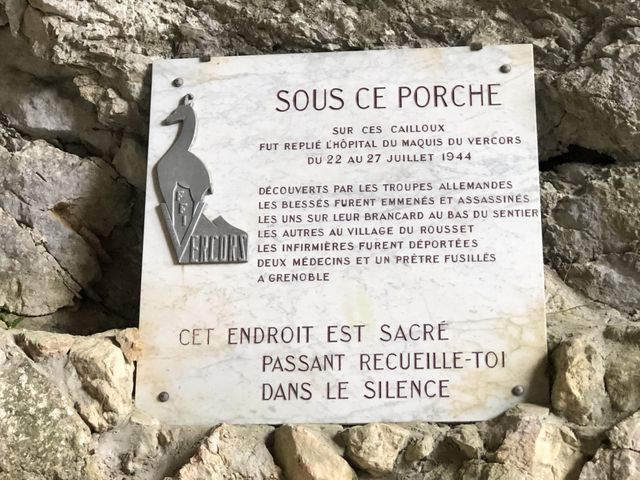 SOUS CE PORCHE
SUR CES CAILLOUX
FUT REPLIÉ L'HÔPITAL DU MAQUIS DU VERCORS
DU 22 AU 27 JUILLET 1944
DÉCOUVERTS PAR LES TROUPES ALLEMANDES
LES BLESSÉS FURENT EMMENÉS ET ASSASSINÉS
LES UNS SUR LEUR BRANCARD AU BAS DU SENTIER
LES AUTRES AU VILLAGE DU ROUSSET
LES INFIRMIÈRES FURENT DÉPORTÉES
DEUX MÉDECINS ET UN PRÊTRE FUSILLÉS
A GRENOBLE
VERCORS
CET ENDROIT EST SACRÉ
PASSANT RECUEILLE-TOI
DANS LE SILENCE